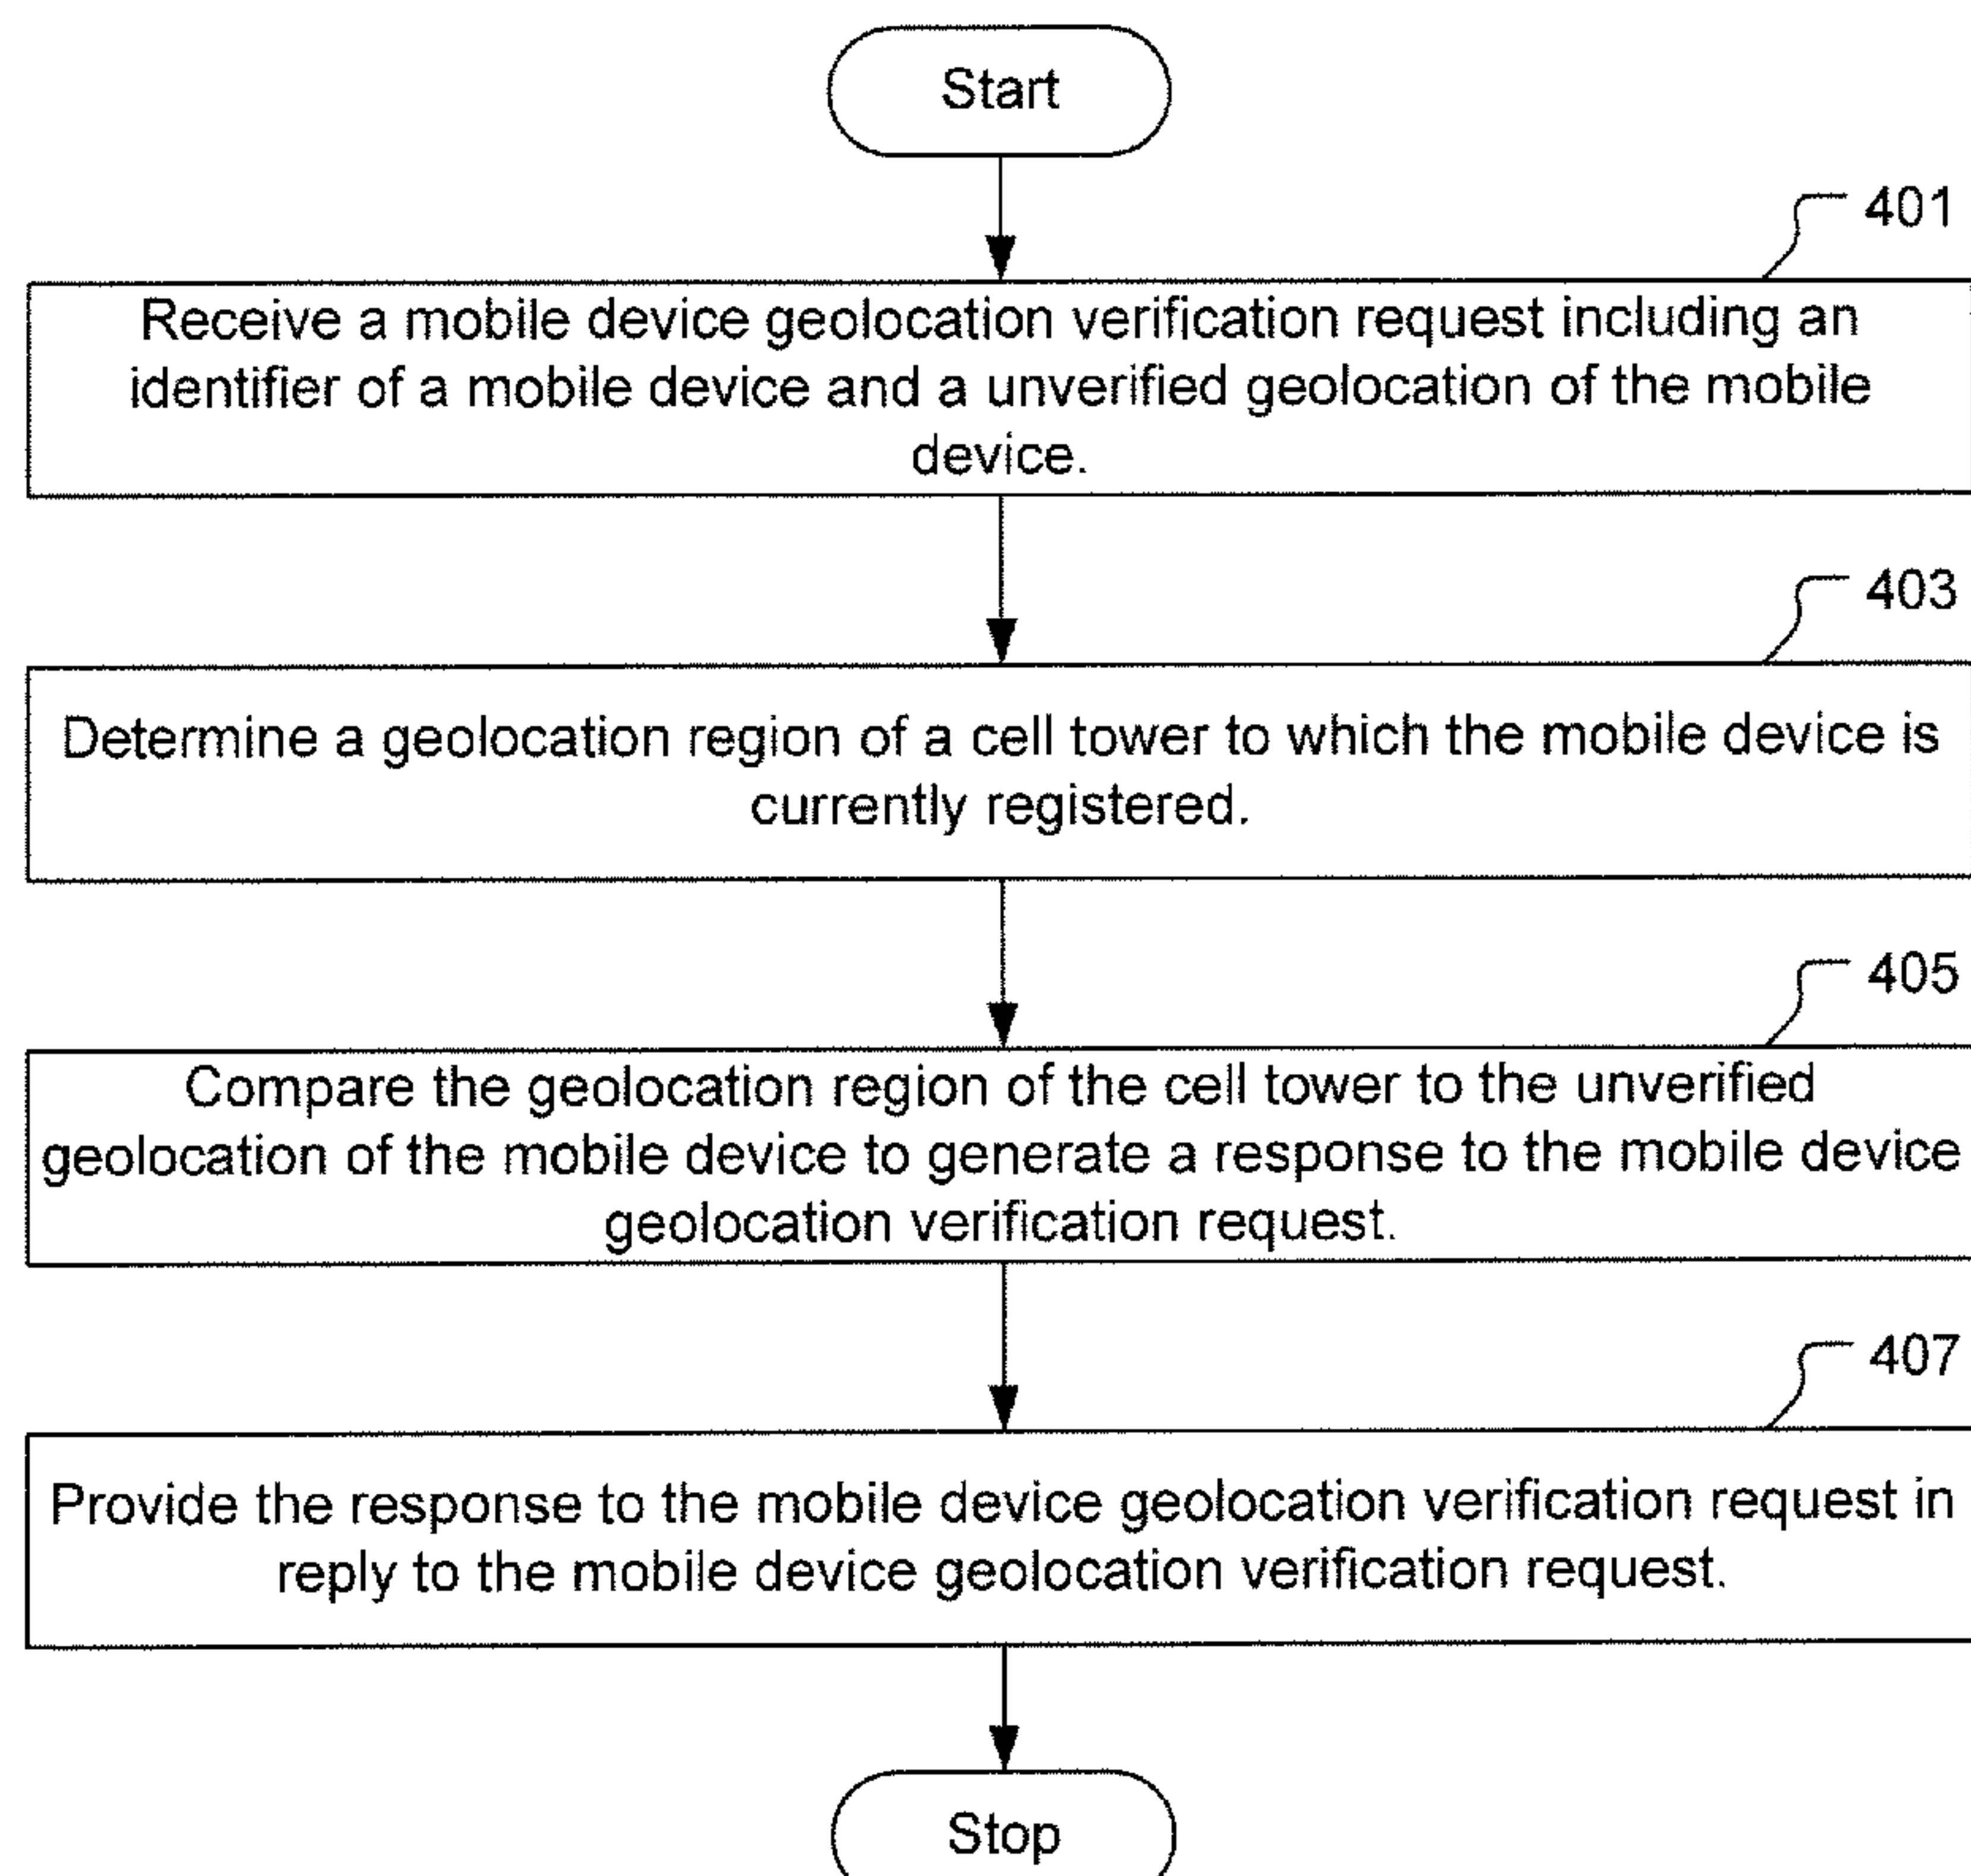 Start
401
Receive a mobile device geolocation verification request including an
identifier of a mobile device and a unverified geolocation of the mobile
device.
403
Determine a geolocation region of a cell tower to which the mobile device is
currently registered.
405
Compare the geolocation region of the cell tower to the unverified
geolocation of the mobile device to generate a response to the mobile device
geolocation verification request.
407
Provide the response to the mobile device geolocation verification request in
reply to the mobile device geolocation verification request.
Stop